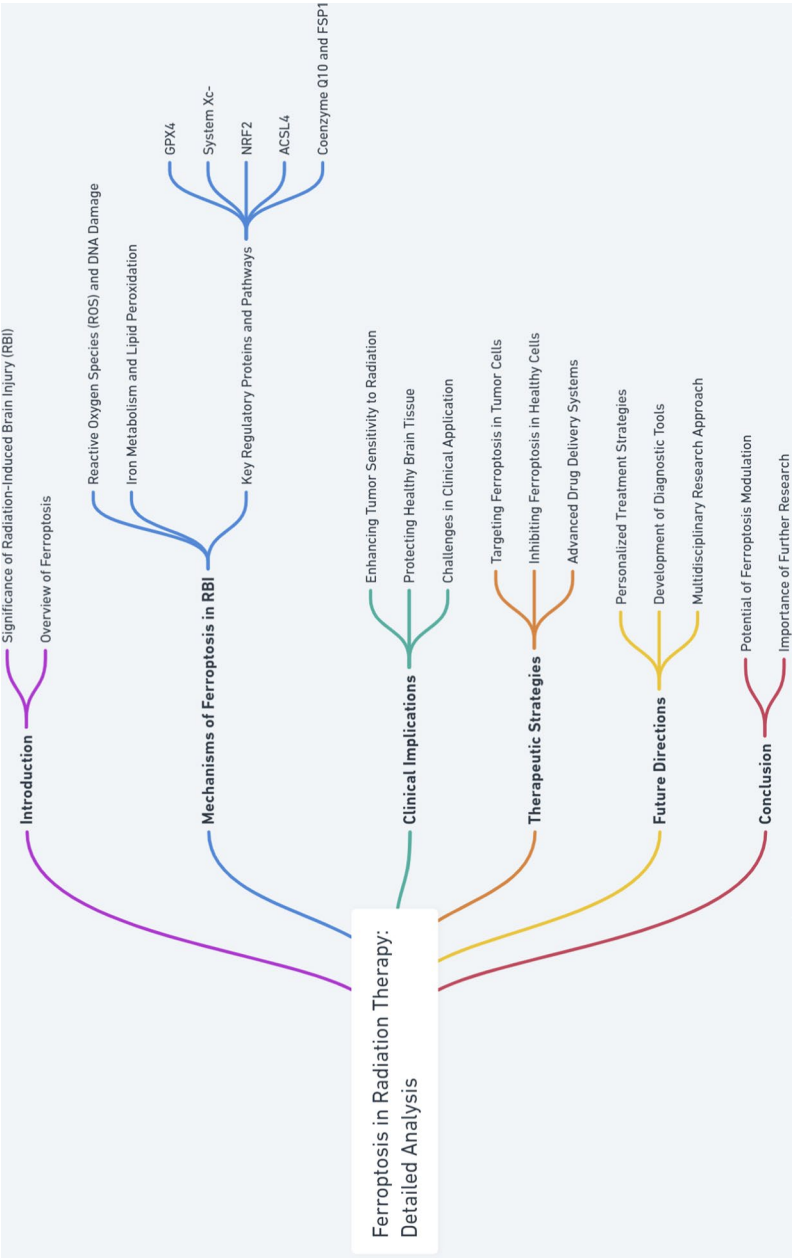 Ferroptosis in Radiation Therapy:
Detailed Analysis
Introduction
Significance of Radiation-Induced Brain Injury (RBI)
Overview of Ferroptosis
Mechanisms of Ferroptosis in RBI
Reactive Oxygen Species (ROS) and DNA Damage
Iron Metabolism and Lipid Peroxidation
Key Regulatory Proteins and Pathways
GPX4
System Xc-
NRF2
ACSL4
Coenzyme Q10 and FSP1
Clinical Implications
Enhancing Tumor Sensitivity to Radiation
Protecting Healthy Brain Tissue
Challenges in Clinical Application
Therapeutic Strategies
Targeting Ferroptosis in Tumor Cells
Inhibiting Ferroptosis in Healthy Cells
Advanced Drug Delivery Systems
Future Directions
Personalized Treatment Strategies
Development of Diagnostic Tools
Multidisciplinary Research Approach
Conclusion
Potential of Ferroptosis Modulation
Importance of Further Research